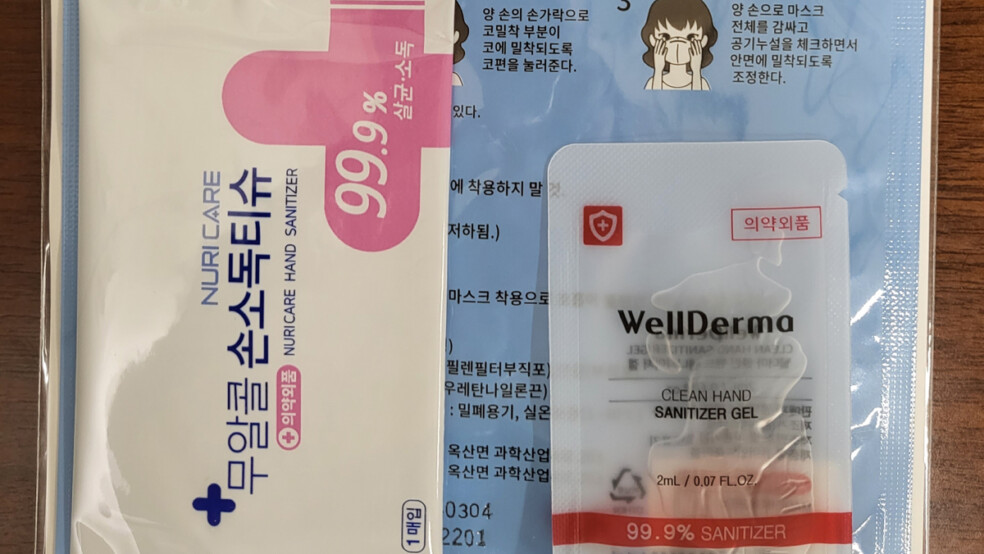 NURI CARE
무알콜 손소독티슈
의약외품 NURICARE HAND SANITIZER
99.9%
살균·소독
1매입
양 손의 손가락으로
코밀착 부분이
코에 밀착되도록
코편을 눌러준다.
3
양 손으로 마스크
전체를 감싸고
공기누설을 체크하면서
안면에 밀착되도록
조정한다.
있다.
에 착용하지 말 것.
저하됨.)
마스크 착용으로
필렌필터부직포)
우레탄나일론끈)
: 밀폐용기, 실온
옥산면 과학산업
옥산면 과학산업
0304
2201
의약외품
WellDerma
CLEAN HAND
SANITIZER GEL
2mL / 0.07 FL.OZ.
99.9% SANITIZER